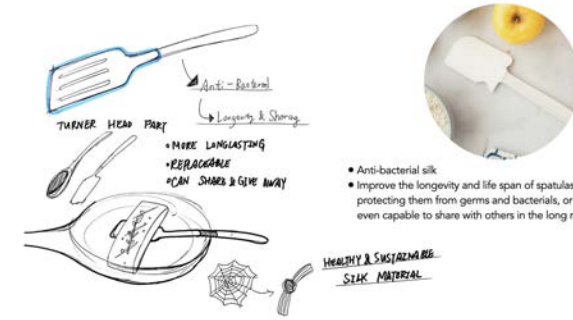 Anti-Bacterial
Longevity & Sharing
TURNER HEAD PART
• MORE LONGLASTING
• REPLACEABLE
• CAN SHARE & GIVE AWAY
• Anti-bacterial silk
• Improve the longevity and life span of spatulas
protecting them from germs and bacterials, or
even capable to share with others in the long
HEALTHY & SUSTAINABLE
SILK MATERIAL